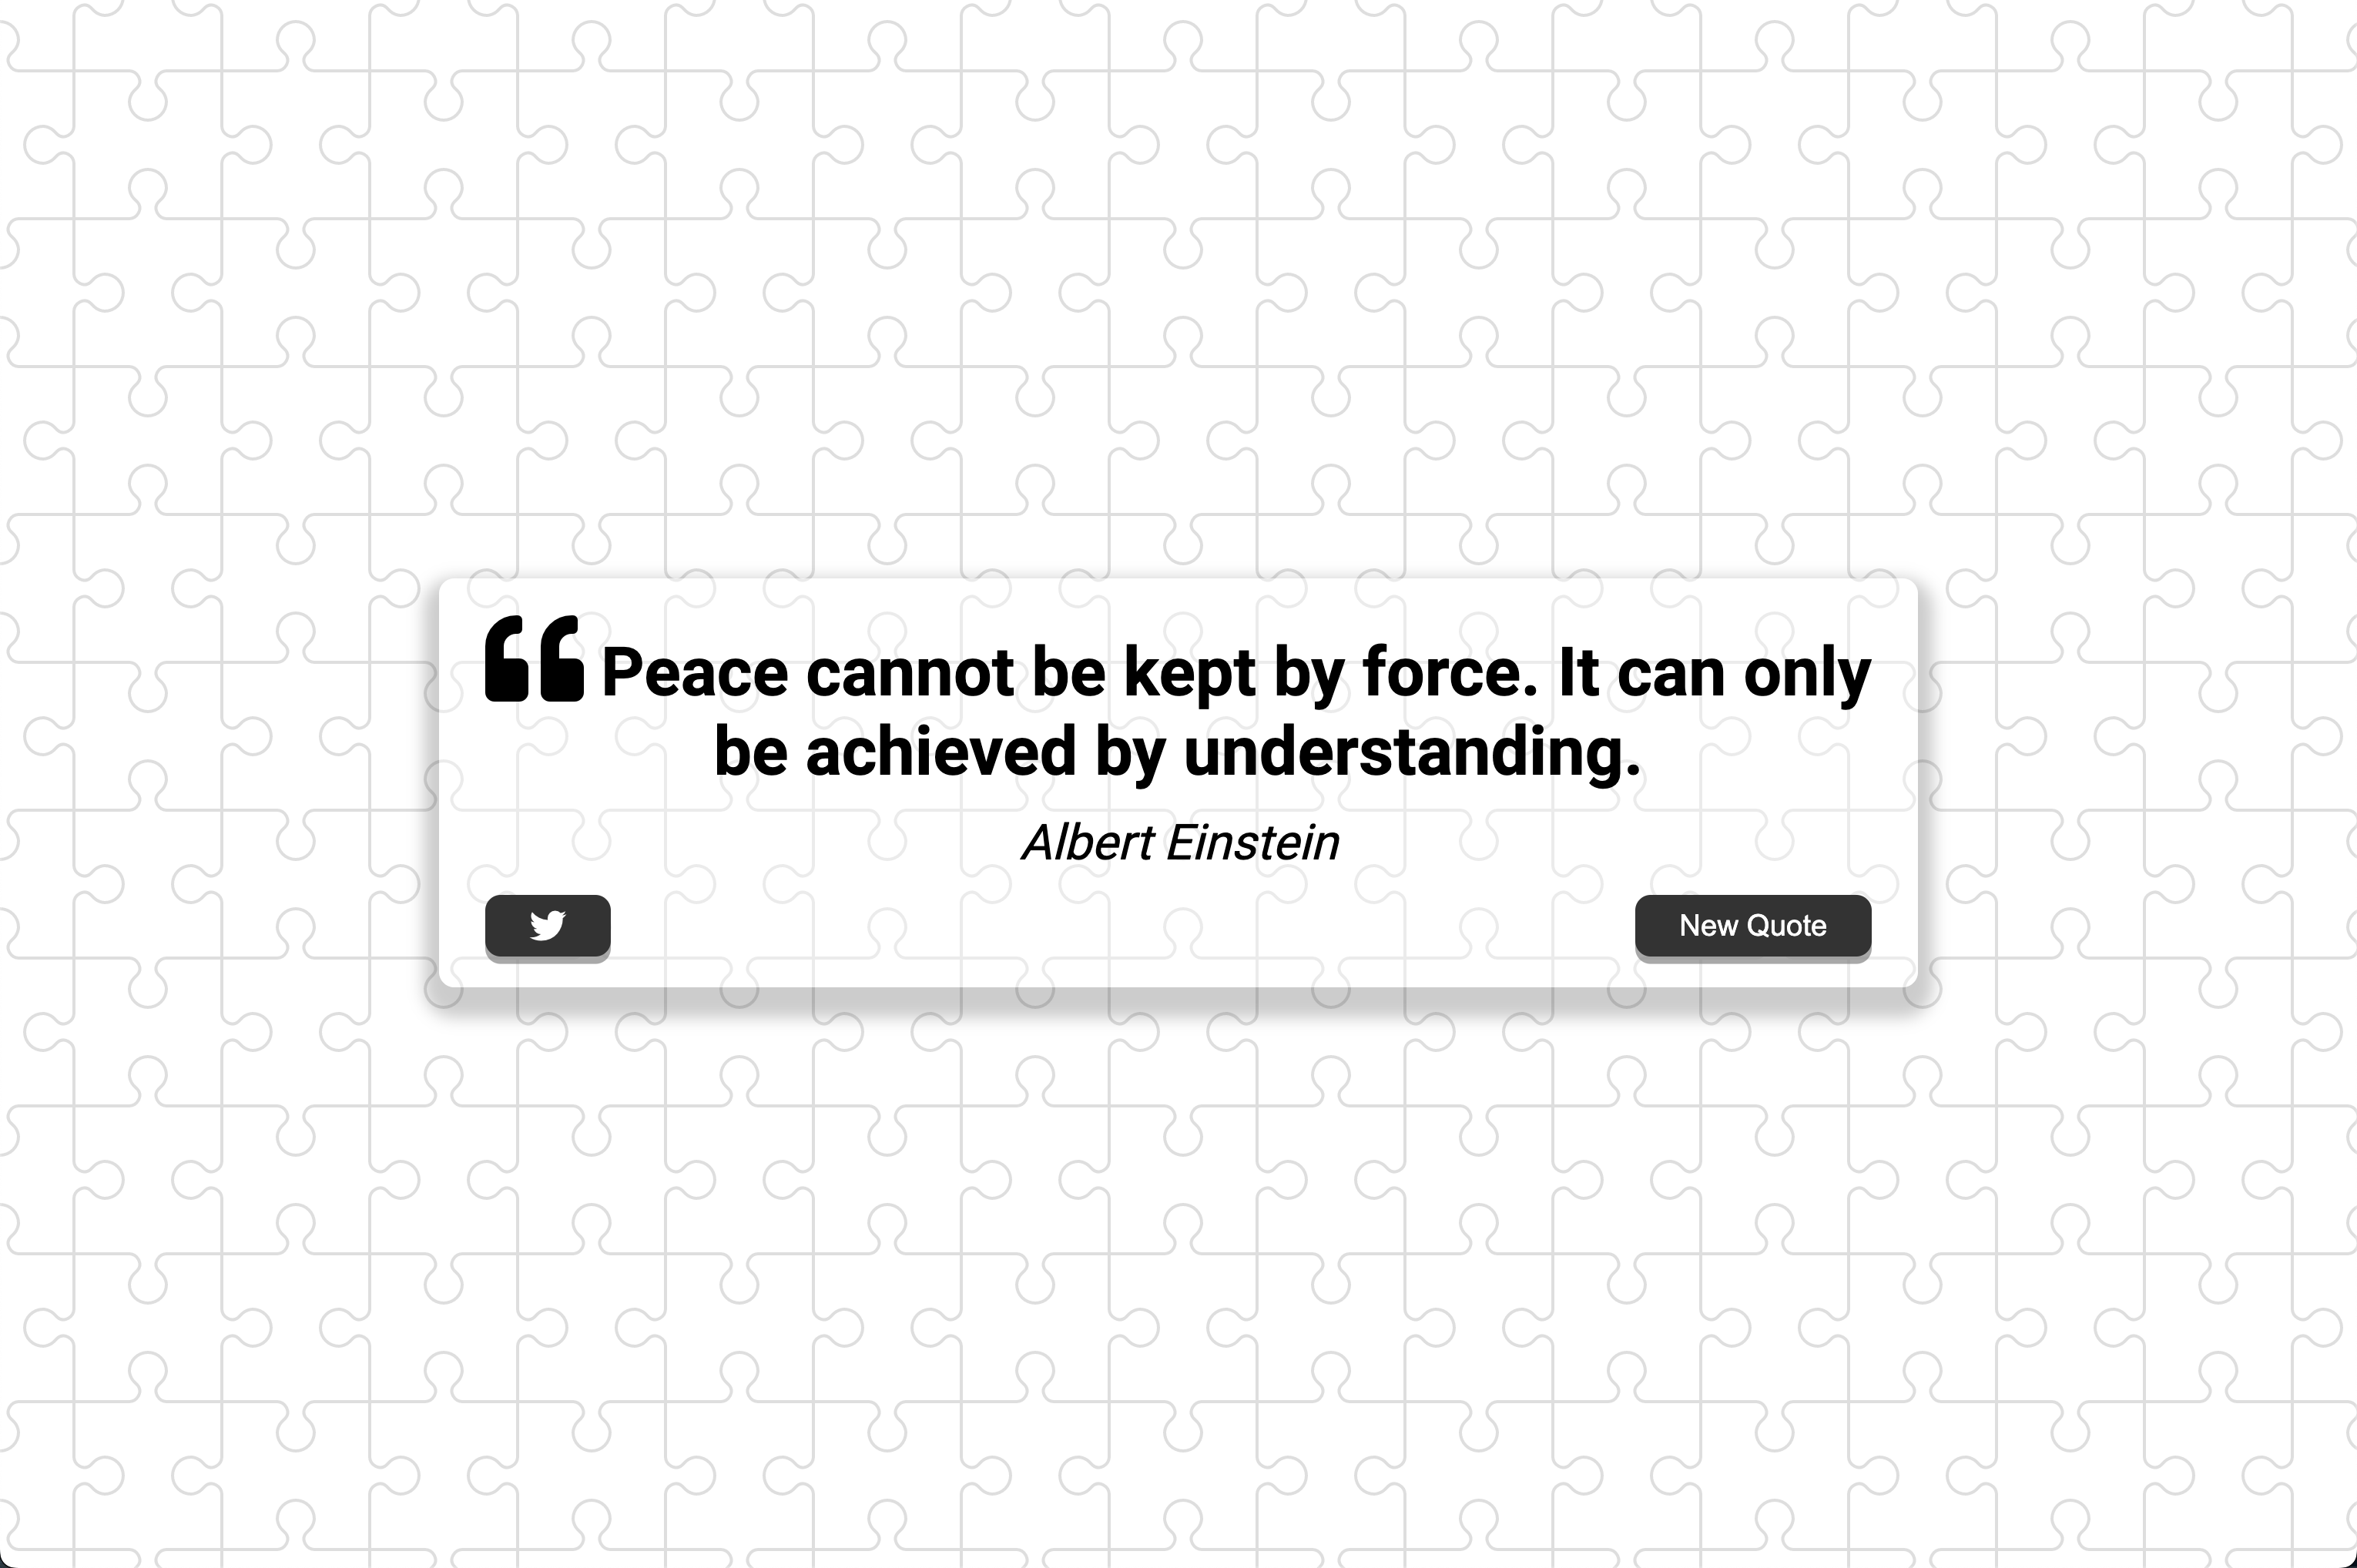 Peace cannot be kept by force. It can only
be achieved by understanding.
Albert Einstein
New Quote